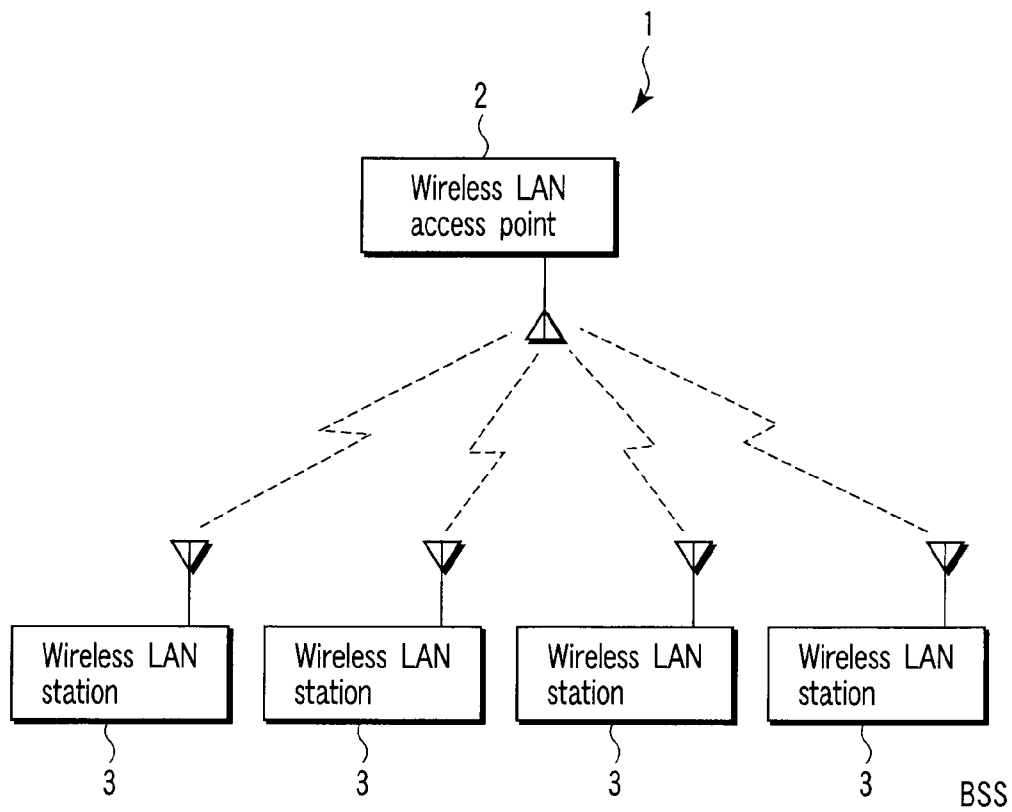 1
2
Wireless LAN
access point
Wireless LAN
station
Wireless LAN
station
Wireless LAN
station
Wireless LAN
station
3
3
3
3
BSS